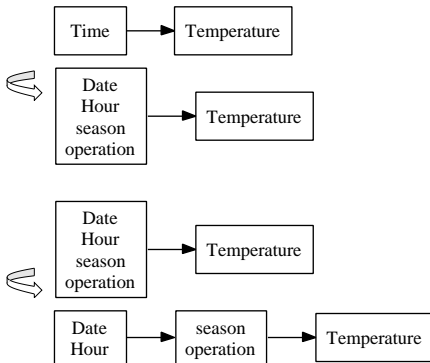 Time
Temperature
Date
Hour
season
operation
Temperature
Date
Hour
season
operation
Temperature
Date
Hour
season
operation
Temperature